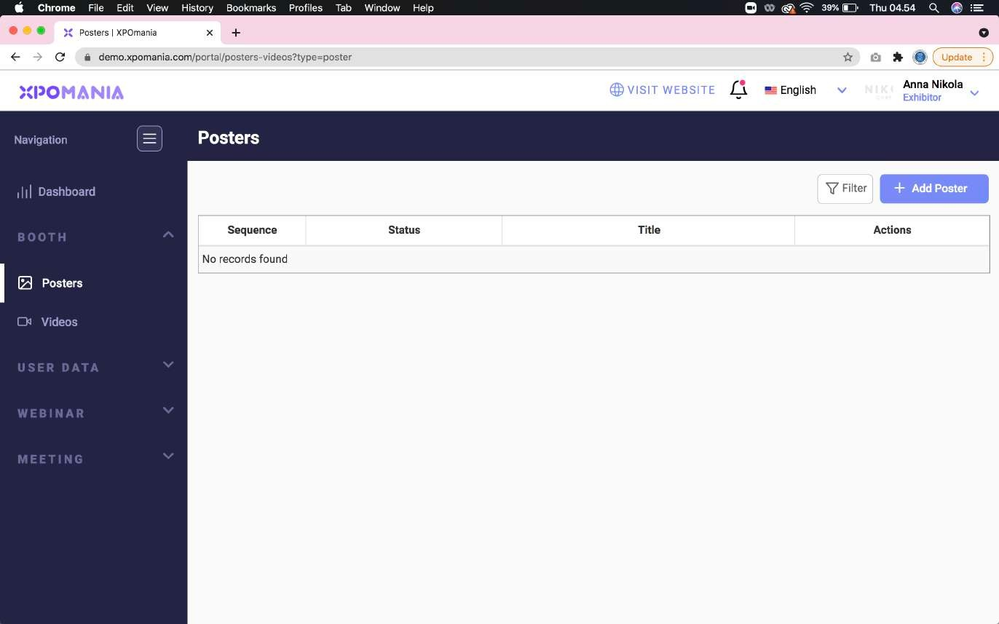 Chrome File Edit View History Bookmarks Profiles Tab Window Help 39% Thu 04.54
Posters | XPOmania
demo.xpomania.com/portal/posters-videos?type=poster
Update
XPOMANIA
VISIT WEBSITE
English
NIK
Anna Nikola
Exhibitor
Navigation
Posters
Dashboard
Filter
Add Poster
BOOTH
Sequence Status Title Actions
No records found
Posters
Videos
USER DATA
WEBINAR
MEETING